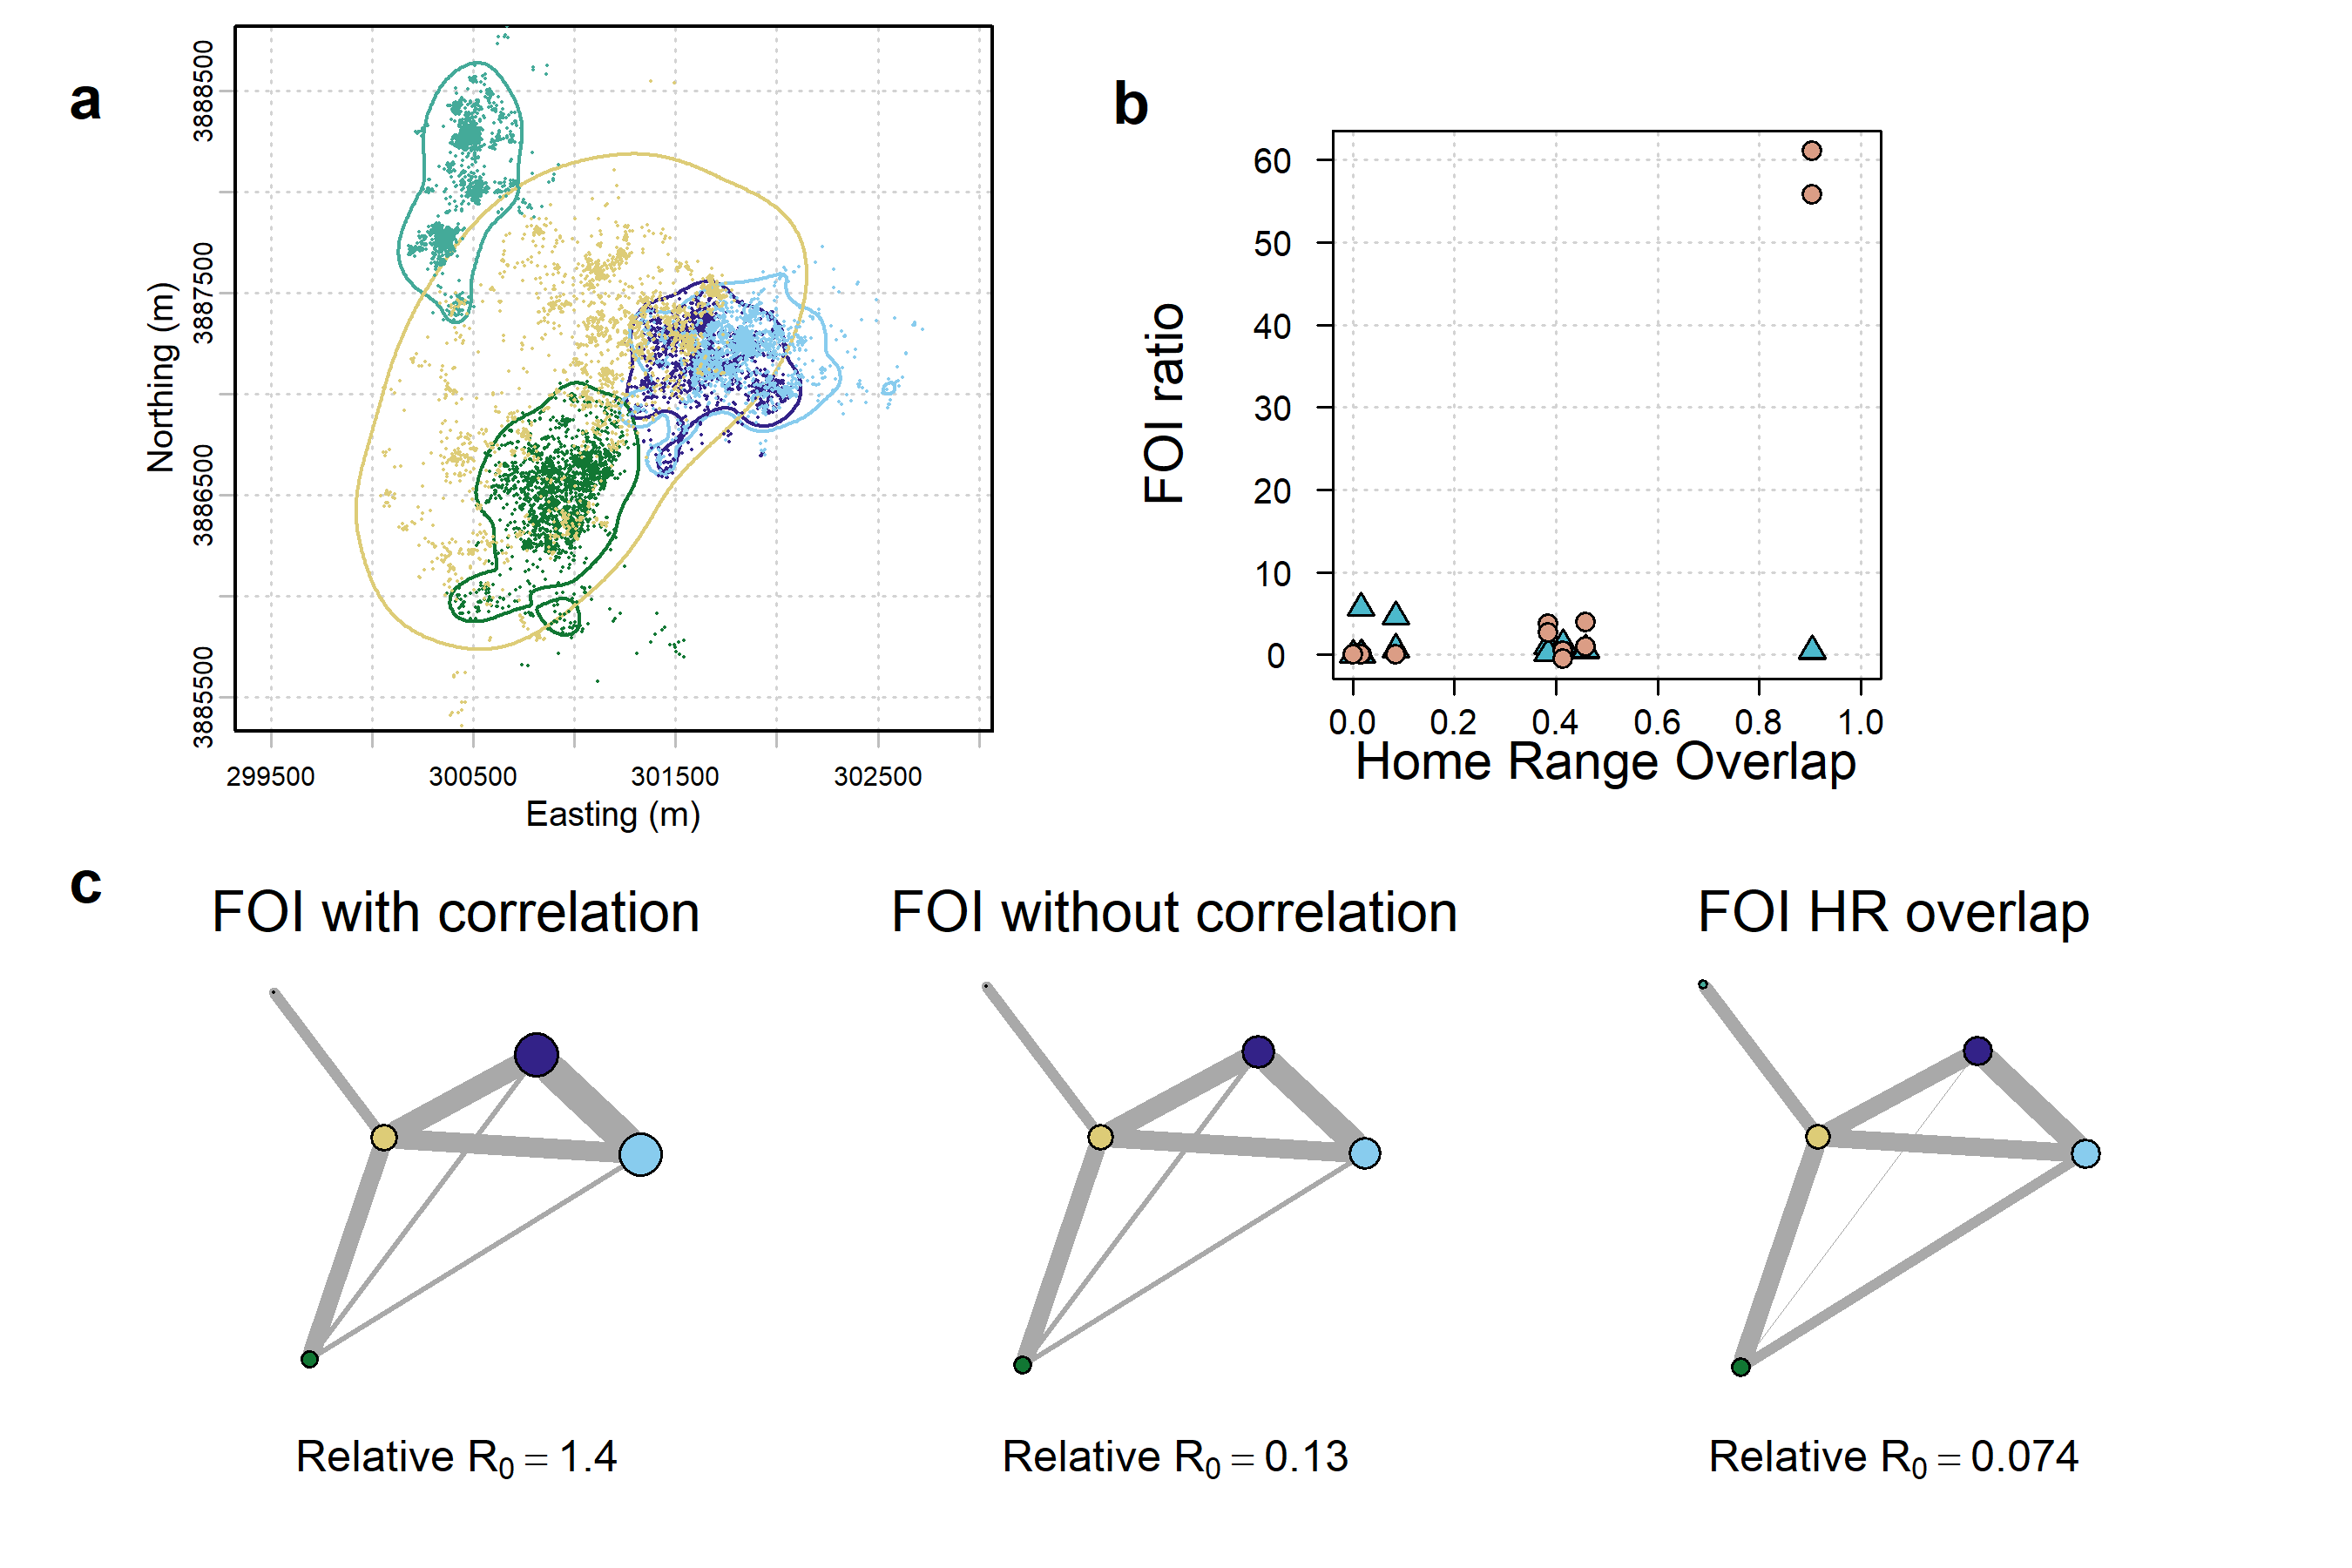 a
3888500
3887500
3886500
3885500
Northing (m)
299500 300500 301500 302500
Easting (m)
b
60
50
40
30
20
10
0
FOI ratio
0.0 0.2 0.4 0.6 0.8 1.0
Home Range Overlap
c
FOI with correlation FOI without correlation FOI HR overlap
Relative R0 = 1.4 Relative R0 = 0.13 Relative R0 = 0.074